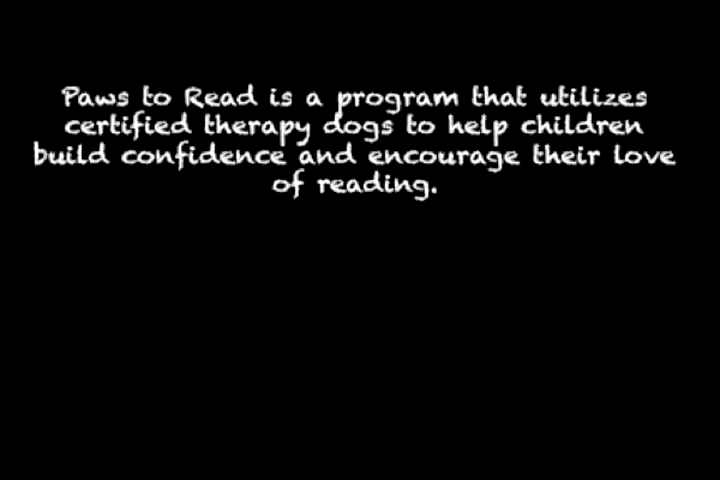 Paws to Read is a program that utilizes
certified therapy dogs to help children
build confidence and encourage their love
of reading.